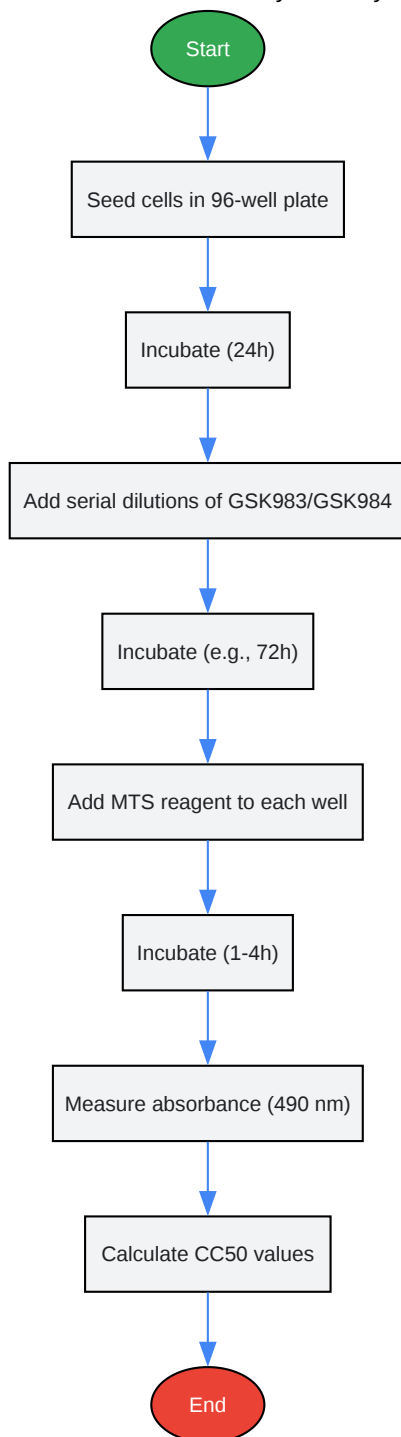 Start
Seed cells in 96-well plate
Incubate (24h)
Add serial dilutions of GSK983/GSK984
Incubate (e.g., 72h)
Add MTS reagent to each well
Incubate (1-4h)
Measure absorbance (490 nm)
Calculate CC50 values
End